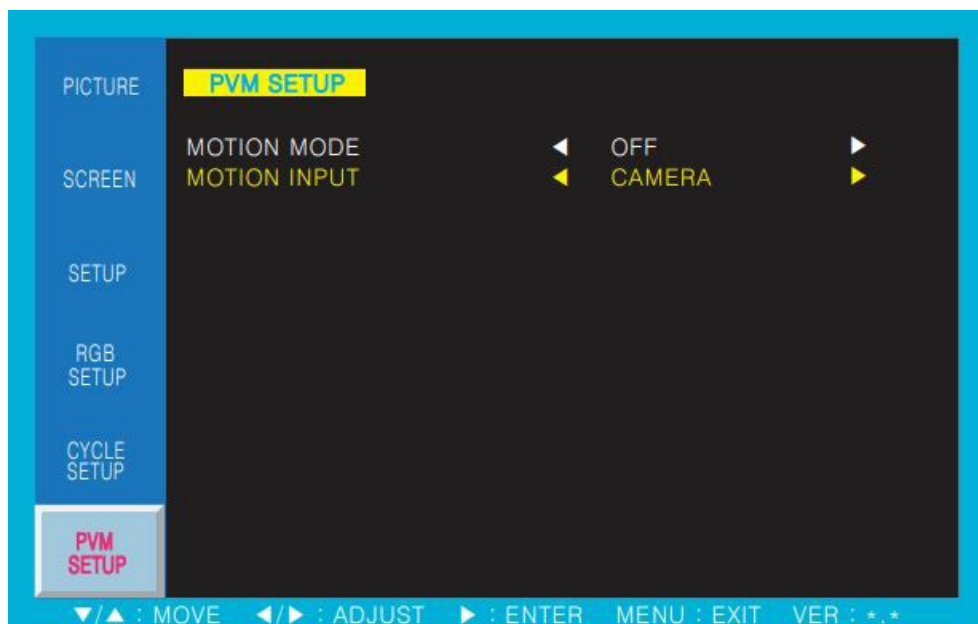 PICTURE
SCREEN
SETUP
RGB
SETUP
CYCLE
SETUP
PVM
SETUP
PVM SETUP
MOTION MODE ◀ OFF ▶
MOTION INPUT ◀ CAMERA ▶
▼/▲ : MOVE ◀/▶ : ADJUST ▶ : ENTER MENU : EXIT VER : *.*